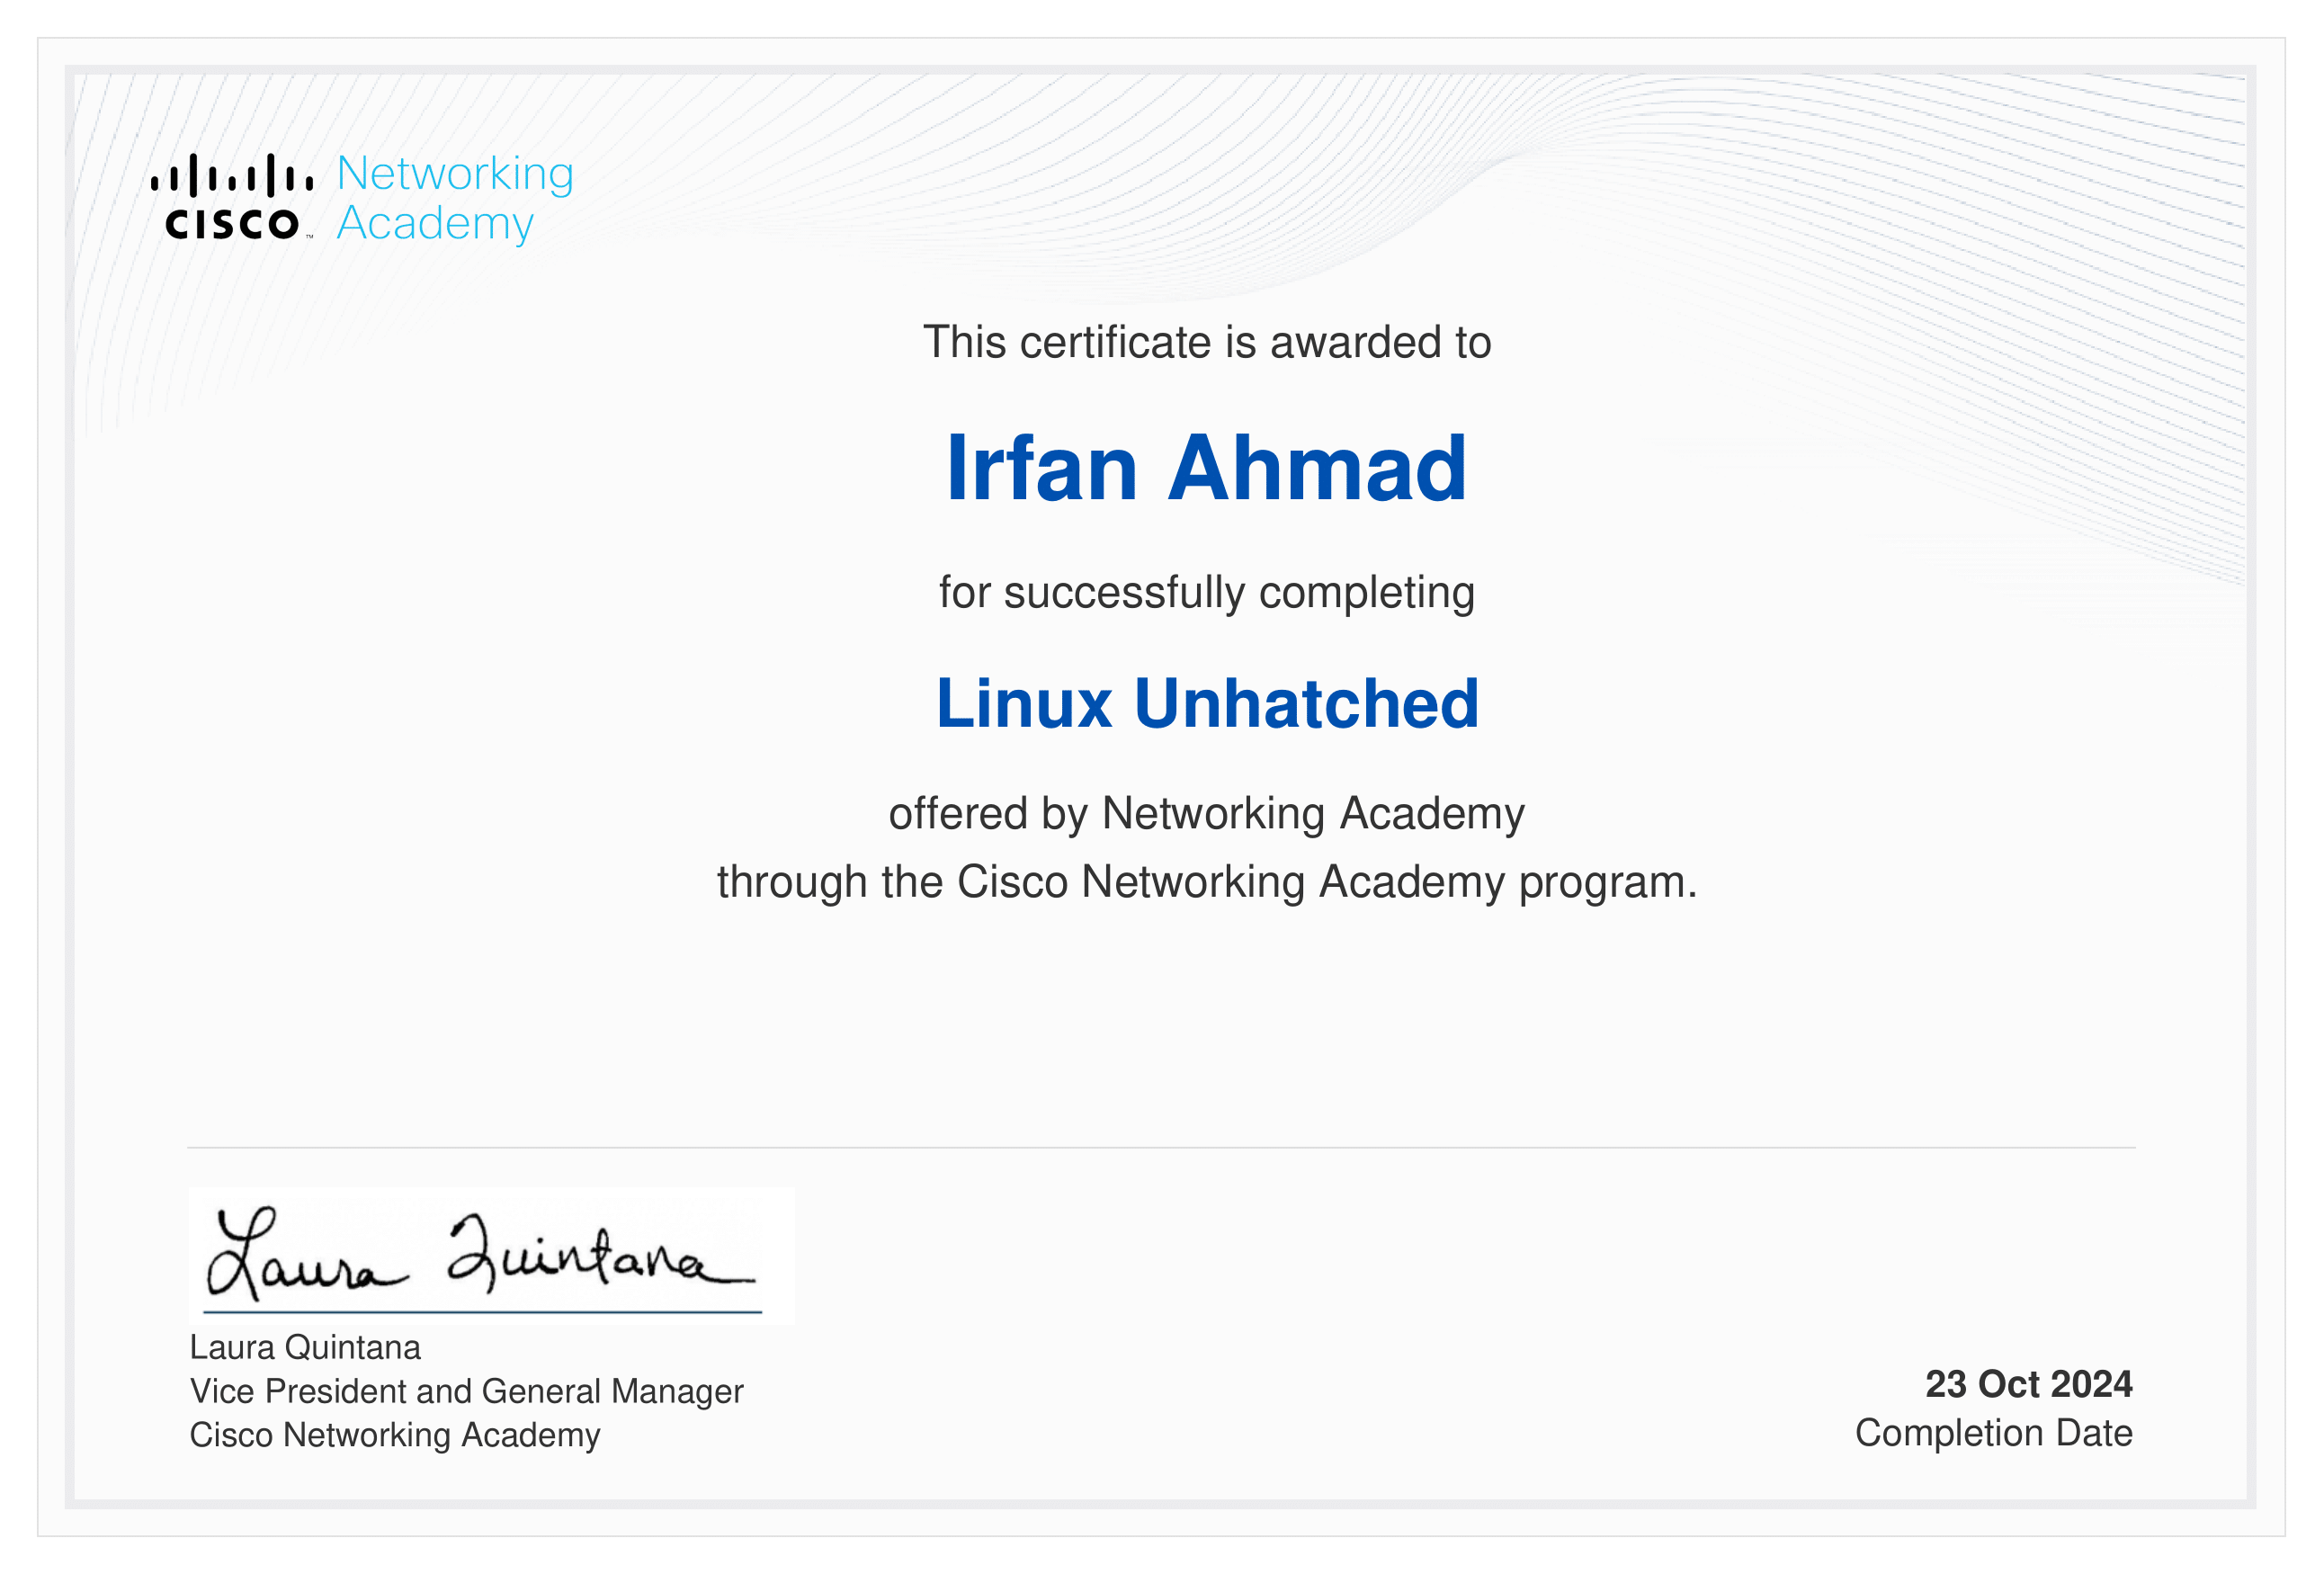 Networking
Academy
CISCO™
This certificate is awarded to
Irfan Ahmad
for successfully completing
Linux Unhatched
offered by Networking Academy
through the Cisco Networking Academy program.
Laura Quintana
Laura Quintana
Vice President and General Manager
Cisco Networking Academy
23 Oct 2024
Completion Date